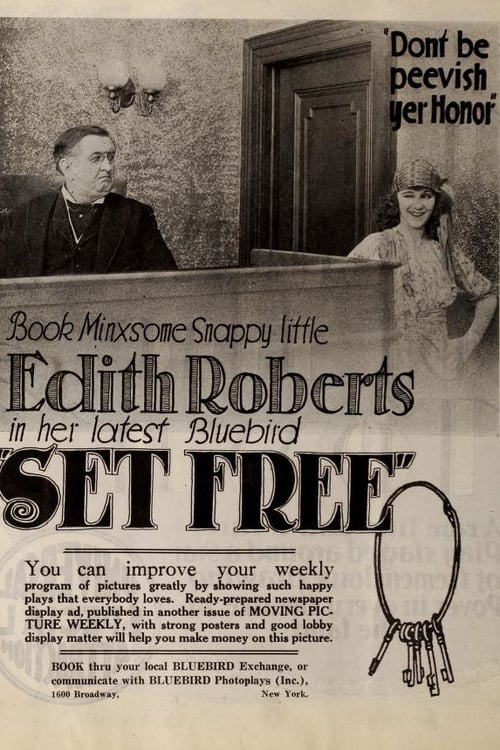 "Dont be
peevish
yer Honor"
Book Minxsome Snappy little
Edith Roberts
in her latest Bluebird
"SET FREE"
You can improve your weekly
program of pictures greatly by showing such happy
plays that everybody loves. Ready-prepared newspaper
display ad, published in another issue of MOVING PIC-
TURE WEEKLY, with strong posters and good lobby
display matter will help you make money on this picture.
BOOK thru your local BLUEBIRD Exchange, or
communicate with BLUEBIRD Photoplays (Inc.),
1600 Broadway, New York.